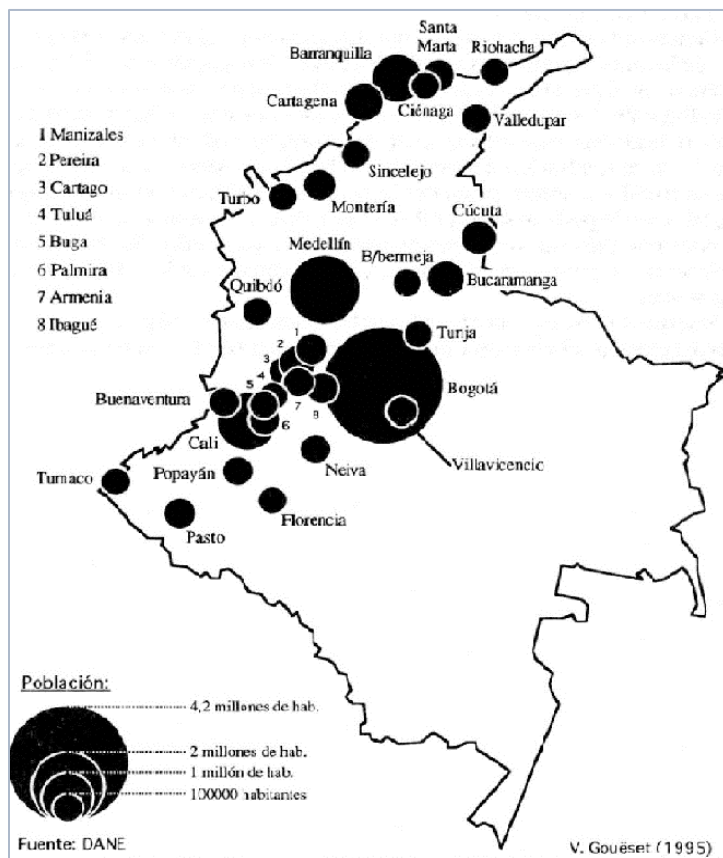 Santa
Marta
Riohacha
Barranquilla
Cartagena
Ciénaga
Valledupar
1 Manizales
2 Pereira
3 Cartago
4 Tuluá
5 Buga
6 Palmira
7 Armenia
8 Ibagué
Sincelejo
Turbo
Montería
Cúcuta
Medellín
B/bermeja
Bucaramanga
Quibdó
Tunja
1
2
3
4
5
6
7
8
Buenaventura
Bogotá
Cali
Villavicencio
Neiva
Popayán
Tumaco
Florencia
Pasto
Población:
4,2 millones de hab.
2 millones de hab.
1 millón de hab.
100000 habitantes
Fuente: DANE
V. Gouëset (1995)